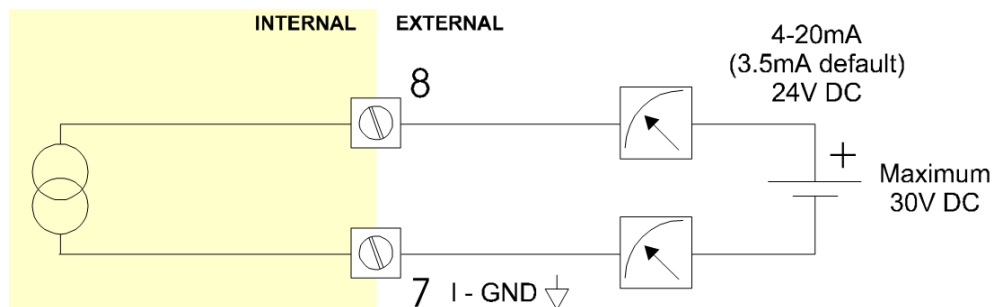 INTERNAL EXTERNAL
8
4-20mA
(3.5mA default)
24V DC
+
Maximum
30V DC
7 I - GND